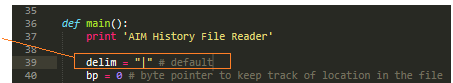 35
36 def main():
37 print 'AIM History File Reader'
38
39 delim = "|" # default
40 bp = 0 # byte pointer to keep track of location in the file